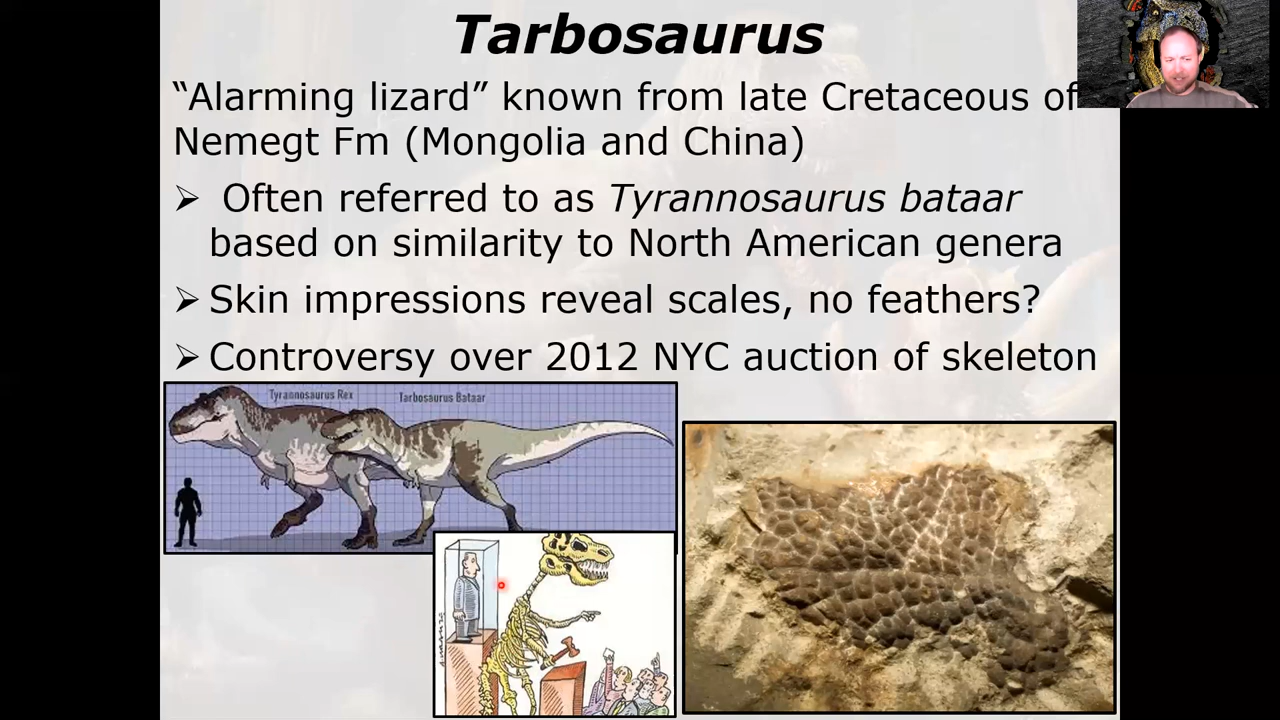 Tarbosaurus
“Alarming lizard” known from late Cretaceous of
Nemegt Fm (Mongolia and China)
➢ Often referred to as Tyrannosaurus bataar
based on similarity to North American genera
➢ Skin impressions reveal scales, no feathers?
➢ Controversy over 2012 NYC auction of skeleton
Tyrannosaurus Rex
Tarbosaurus Bataar